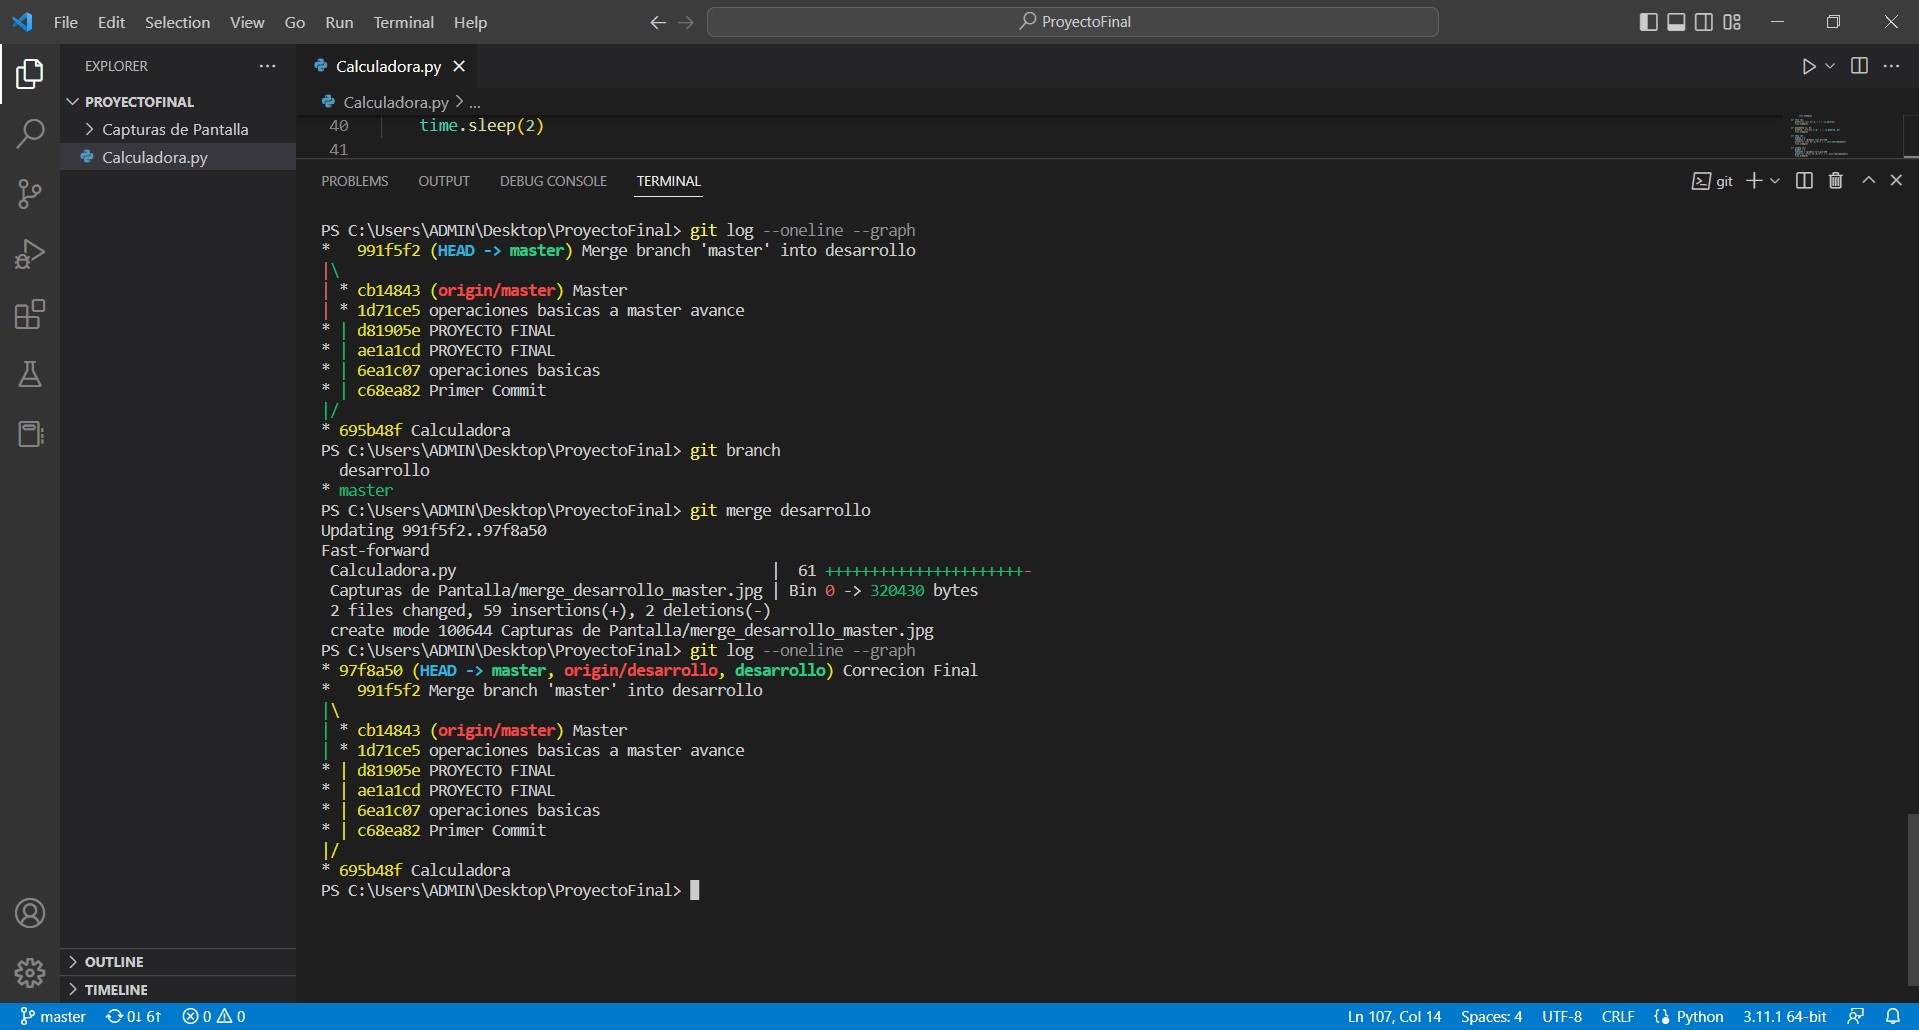 File Edit Selection View Go Run Terminal Help
ProyectoFinal
EXPLORER
PROYECTOFINAL
Capturas de Pantalla
Calculadora.py
OUTLINE
TIMELINE
Calculadora.py
Calculadora.py > ...
40 time.sleep(2)
41
PROBLEMS OUTPUT DEBUG CONSOLE TERMINAL
git
PS C:\Users\ADMIN\Desktop\ProyectoFinal> git log --oneline --graph
*   991f5f2 (HEAD -> master) Merge branch 'master' into desarrollo
|\
| * cb14843 (origin/master) Master
| * 1d71ce5 operaciones basicas a master avance
* | d81905e PROYECTO FINAL
* | ae1a1cd PROYECTO FINAL
* | 6ea1c07 operaciones basicas
* | c68ea82 Primer Commit
|/
* 695b48f Calculadora
PS C:\Users\ADMIN\Desktop\ProyectoFinal> git branch
  desarrollo
* master
PS C:\Users\ADMIN\Desktop\ProyectoFinal> git merge desarrollo
Updating 991f5f2..97f8a50
Fast-forward
 Calculadora.py                                   |  61 ++++++++++++++++++++++-
 Capturas de Pantalla/merge_desarrollo_master.jpg | Bin 0 -> 320430 bytes
 2 files changed, 59 insertions(+), 2 deletions(-)
 create mode 100644 Capturas de Pantalla/merge_desarrollo_master.jpg
PS C:\Users\ADMIN\Desktop\ProyectoFinal> git log --oneline --graph
* 97f8a50 (HEAD -> master, origin/desarrollo, desarrollo) Correcion Final
*   991f5f2 Merge branch 'master' into desarrollo
|\
| * cb14843 (origin/master) Master
| * 1d71ce5 operaciones basicas a master avance
* | d81905e PROYECTO FINAL
* | ae1a1cd PROYECTO FINAL
* | 6ea1c07 operaciones basicas
* | c68ea82 Primer Commit
|/
* 695b48f Calculadora
PS C:\Users\ADMIN\Desktop\ProyectoFinal>
master 0↓ 6↑ 0 0 Ln 107, Col 14 Spaces: 4 UTF-8 CRLF Python 3.11.1 64-bit